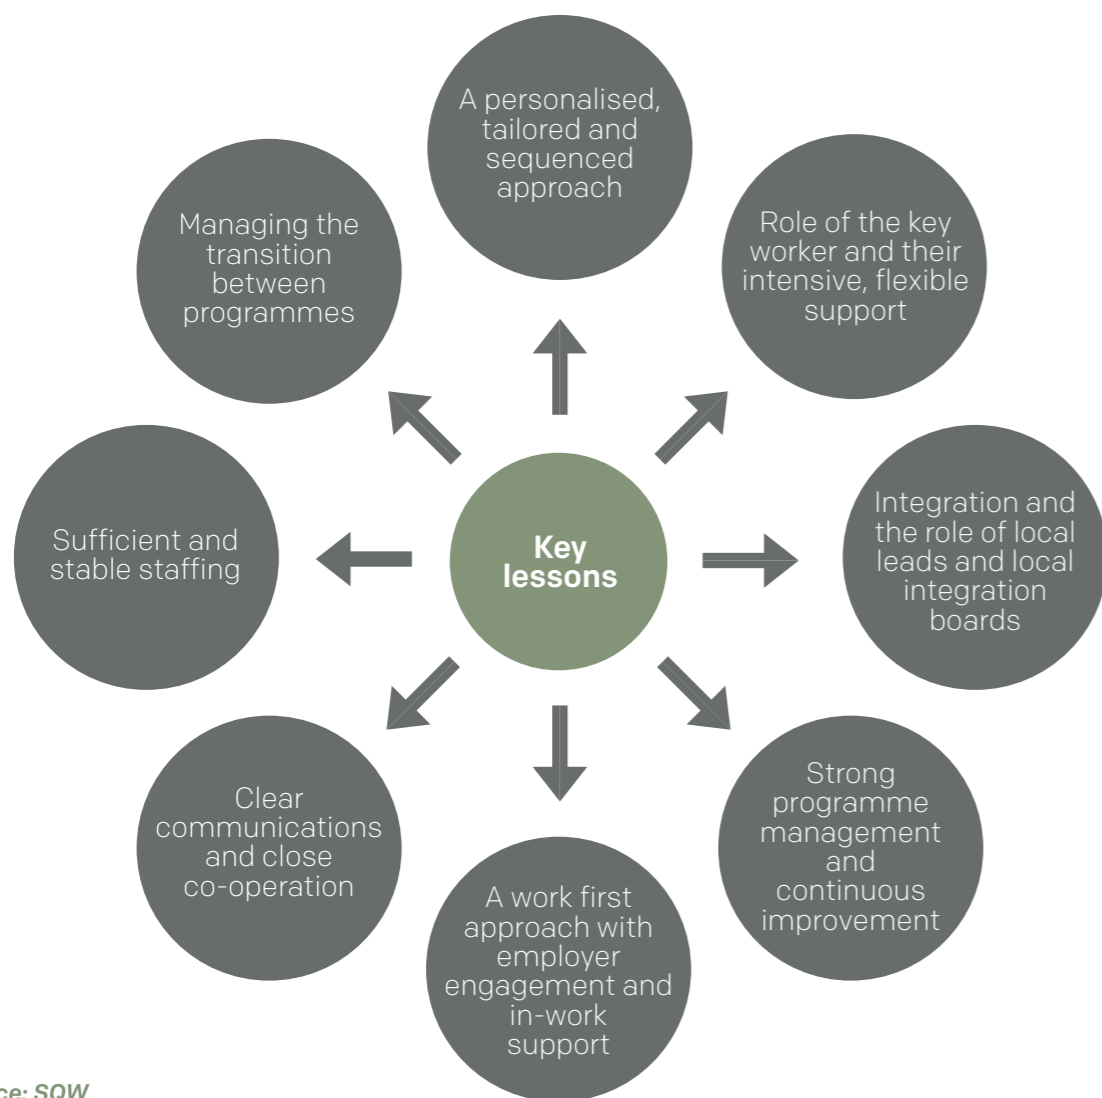 A personalised,
tailored and
sequenced
approach
Role of the key
worker and their
intensive, flexible
support
Integration and
the role of local
leads and local
integration
boards
Strong
programme
management
and
continuous
improvement
A work first
approach with
employer
engagement and
in-work
support
Clear
communications
and close
co-operation
Sufficient and
stable staffing
Managing the
transition
between
programmes
Key
lessons
ce: SQW